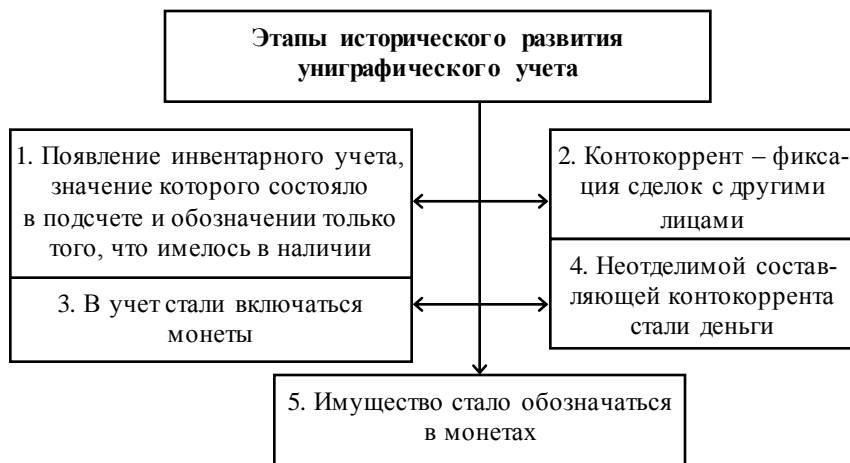 Этапы исторического развития
униграфического учета
1. Появление инвентарного учета,
значение которого состояло
в подсчете и обозначении только
того, что имелось в наличии
2. Контокоррент – фикса-
ция сделок с другими
лицами
3. В учет стали включаться
монеты
4. Неотделимой состав-
ляющей контокоррента
стали деньги
5. Имущество стало обозначаться
в монетах